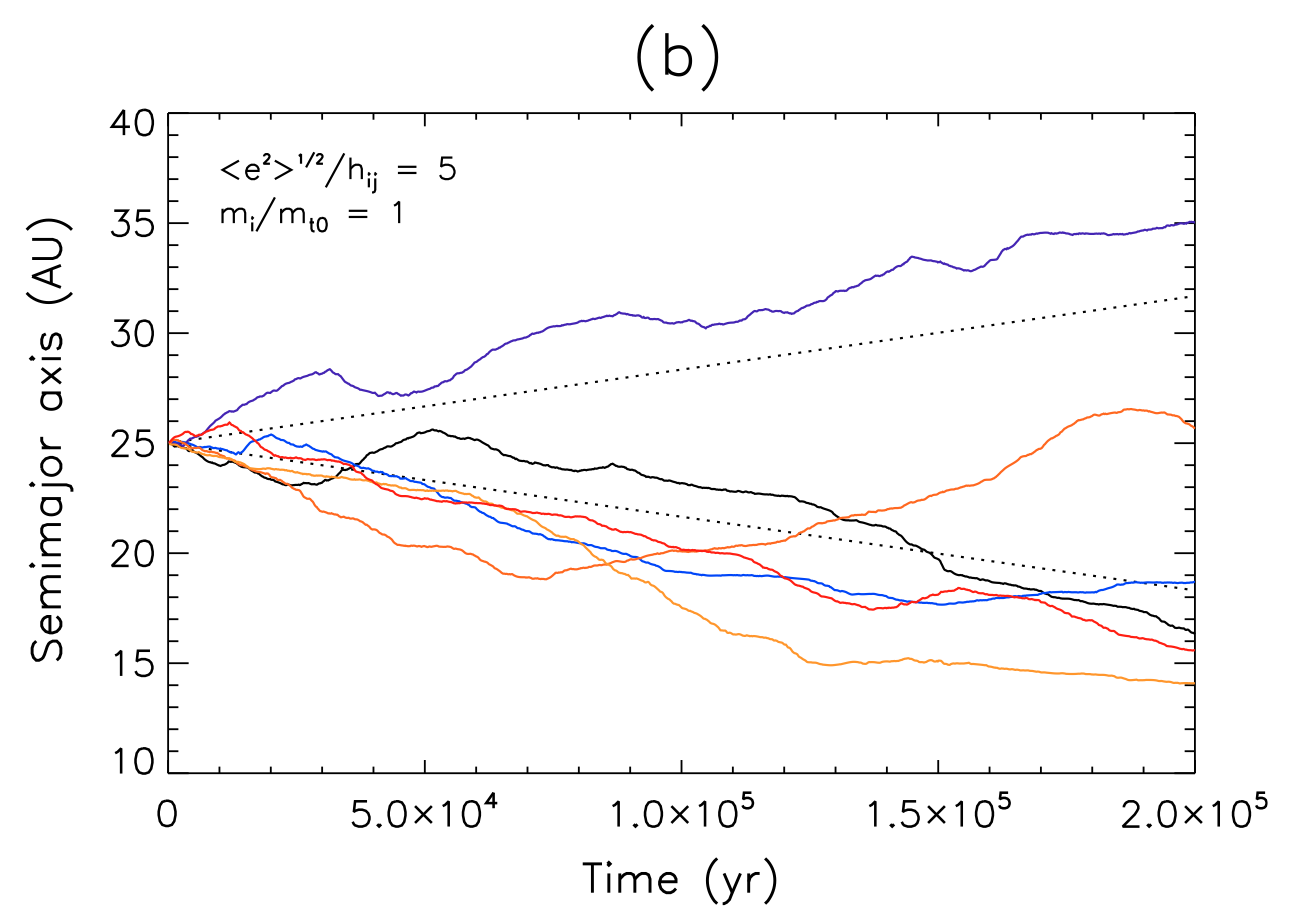 (b)
40
<e²>¹/²/hᵢⱼ = 5
mᵢ/mₜ₀ = 1
35
30
25
20
15
10
Semimajor axis (AU)
0 5.0×10⁴ 1.0×10⁵ 1.5×10⁵ 2.0×10⁵
Time (yr)